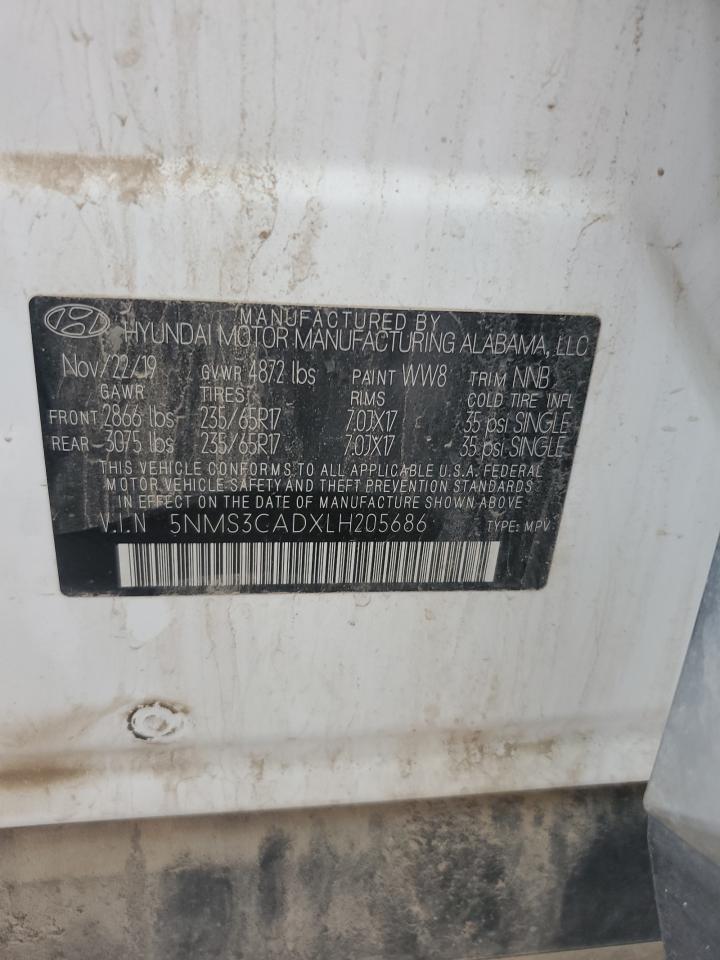 MANUFACTURED BY
HYUNDAI MOTOR MANUFACTURING ALABAMA, LLC
Nov/22/19 GVWR 4872 lbs PAINT WW8 TRIM NNB
GAWR TIRES RIMS COLD TIRE INFL
FRONT 2866 lbs 235/65R17 7.0JX17 35 psi SINGLE
REAR 3075 lbs 235/65R17 7.0JX17 35 psi SINGLE
THIS VEHICLE CONFORMS TO ALL APPLICABLE U.S.A. FEDERAL
MOTOR VEHICLE SAFETY AND THEFT PREVENTION STANDARDS
IN EFFECT ON THE DATE OF MANUFACTURE SHOWN ABOVE
V.I.N 5NMS3CADXLH205686 TYPE: MPV